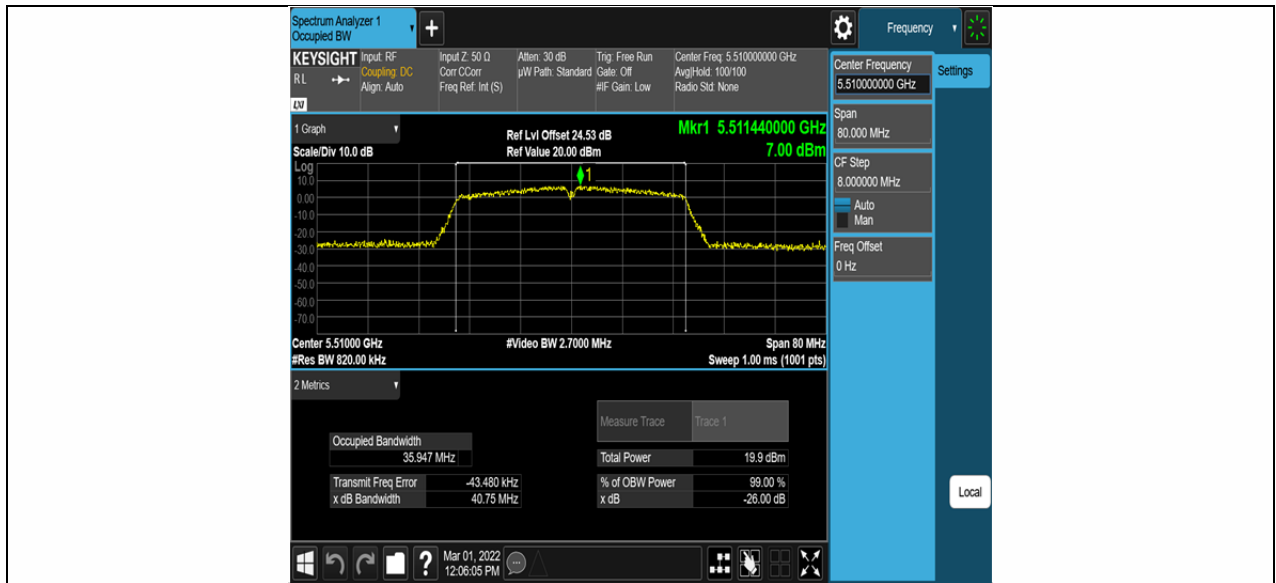 Spectrum Analyzer 1
Occupied BW
+
Frequency
KEYSIGHT
RL
LXI
Input: RF
Coupling: DC
Align: Auto
Input Z: 50 Ω
Corr CCorr
Freq Ref: Int (S)
Atten: 30 dB
µW Path: Standard
Trig: Free Run
Gate: Off
#IF Gain: Low
Center Freq: 5.510000000 GHz
Avg|Hold: 100/100
Radio Std: None
Center Frequency
5.510000000 GHz
Settings
Span
80.000 MHz
CF Step
8.000000 MHz
Auto
Man
Freq Offset
0 Hz
Local
1 Graph
Scale/Div 10.0 dB
Ref Lvl Offset 24.53 dB
Ref Value 20.00 dBm
Mkr1 5.511440000 GHz
7.00 dBm
Log
10.0
0.00
-10.0
-20.0
-30.0
-40.0
-50.0
-60.0
-70.0
1
Center 5.51000 GHz
#Res BW 820.00 kHz
#Video BW 2.7000 MHz
Span 80 MHz
Sweep 1.00 ms (1001 pts)
2 Metrics
Measure Trace
Trace 1
Occupied Bandwidth
35.947 MHz
Total Power
19.9 dBm
Transmit Freq Error
-43.480 kHz
% of OBW Power
99.00 %
x dB Bandwidth
40.75 MHz
x dB
-26.00 dB
?
Mar 01, 2022
12:06:05 PM